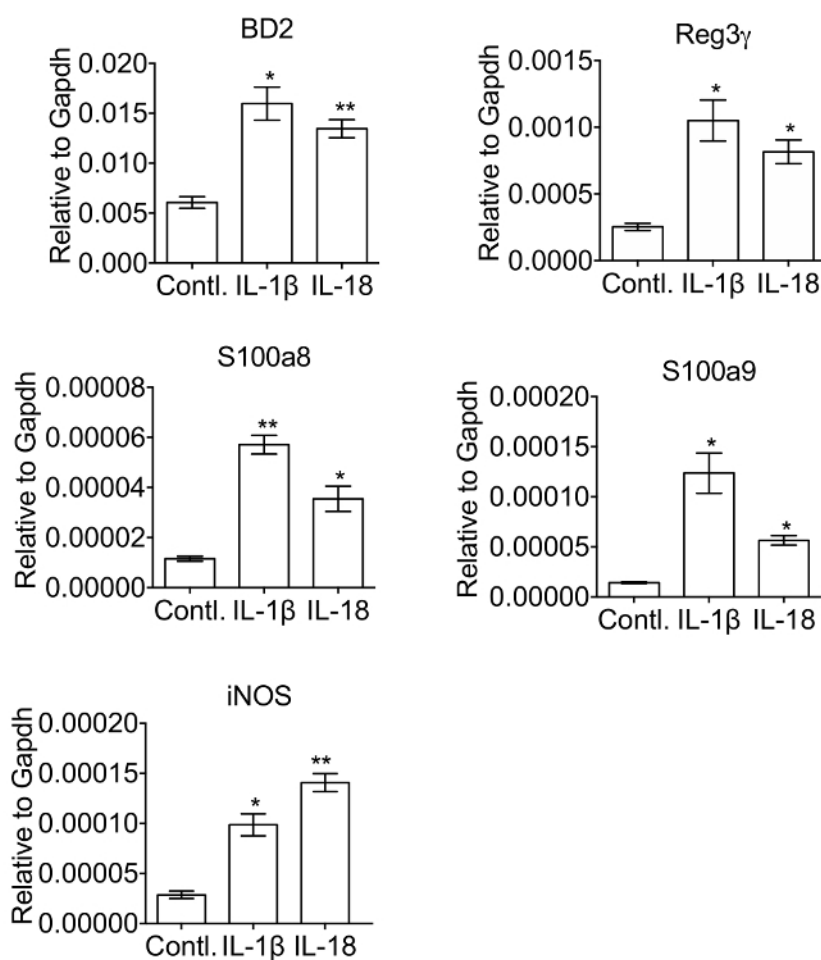 BD2
Relative to Gapdh
0.020
0.015
0.010
0.005
0.000
*
**
Contl. IL-1β IL-18
Reg3γ
Relative to Gapdh
0.0015
0.0010
0.0005
0.0000
*
*
Contl. IL-1β IL-18
S100a8
Relative to Gapdh
0.00008
0.00006
0.00004
0.00002
0.00000
**
*
Contl. IL-1β IL-18
S100a9
Relative to Gapdh
0.00020
0.00015
0.00010
0.00005
0.00000
*
*
Contl. IL-1β IL-18
iNOS
Relative to Gapdh
0.00020
0.00015
0.00010
0.00005
0.00000
*
**
Contl. IL-1β IL-18